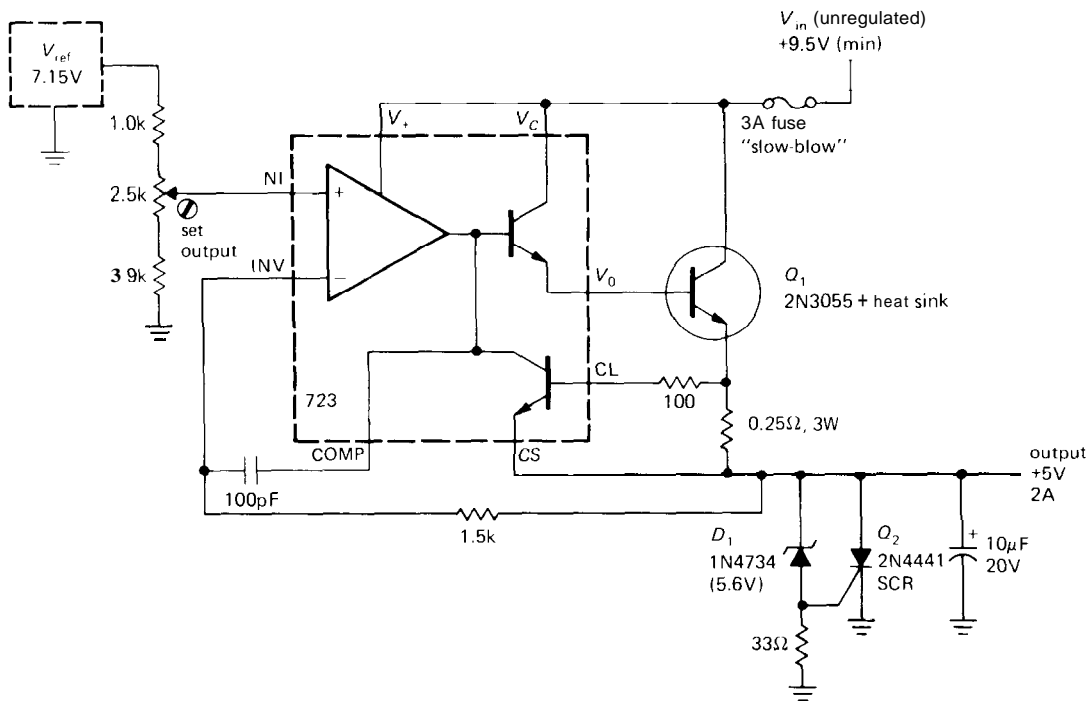 V_in (unregulated)
+9.5V (min)
V_ref
7.15V
1.0k
2.5k
set
output
3 9k
NI
INV
V+
V_C
3A fuse
"slow-blow"
+
−
V_0
Q_1
2N3055 + heat sink
CL
100
0.25Ω, 3W
723
COMP
CS
100pF
1.5k
output
+5V
2A
D_1
1N4734
(5.6V)
Q_2
2N4441
SCR
+
10μF
20V
33Ω